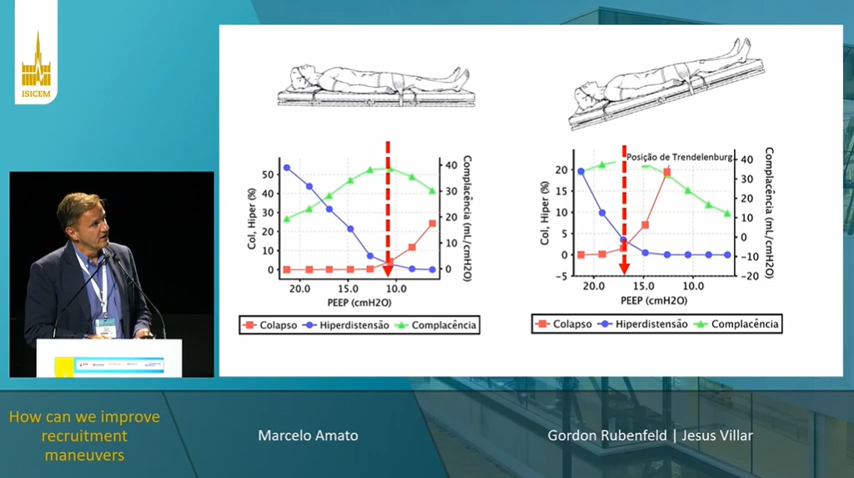 ISICEM
50
40
30
20
10
0
Col, Hiper (%)
40
30
20
10
0
Complacência (mL/cmH2O)
20.0
15.0
10.0
PEEP (cmH2O)
Colapso
Hiperdistensão
Complacência
Posição de Trendelenburg
20
15
10
5
0
−5
Col, Hiper (%)
40
30
20
10
0
−10
−20
Complacência (mL/cmH2O)
20.0
15.0
10.0
PEEP (cmH2O)
Colapso
Hiperdistensão
Complacência
How can we improve
recruitment
maneuvers
Marcelo Amato
Gordon Rubenfeld | Jesus Villar